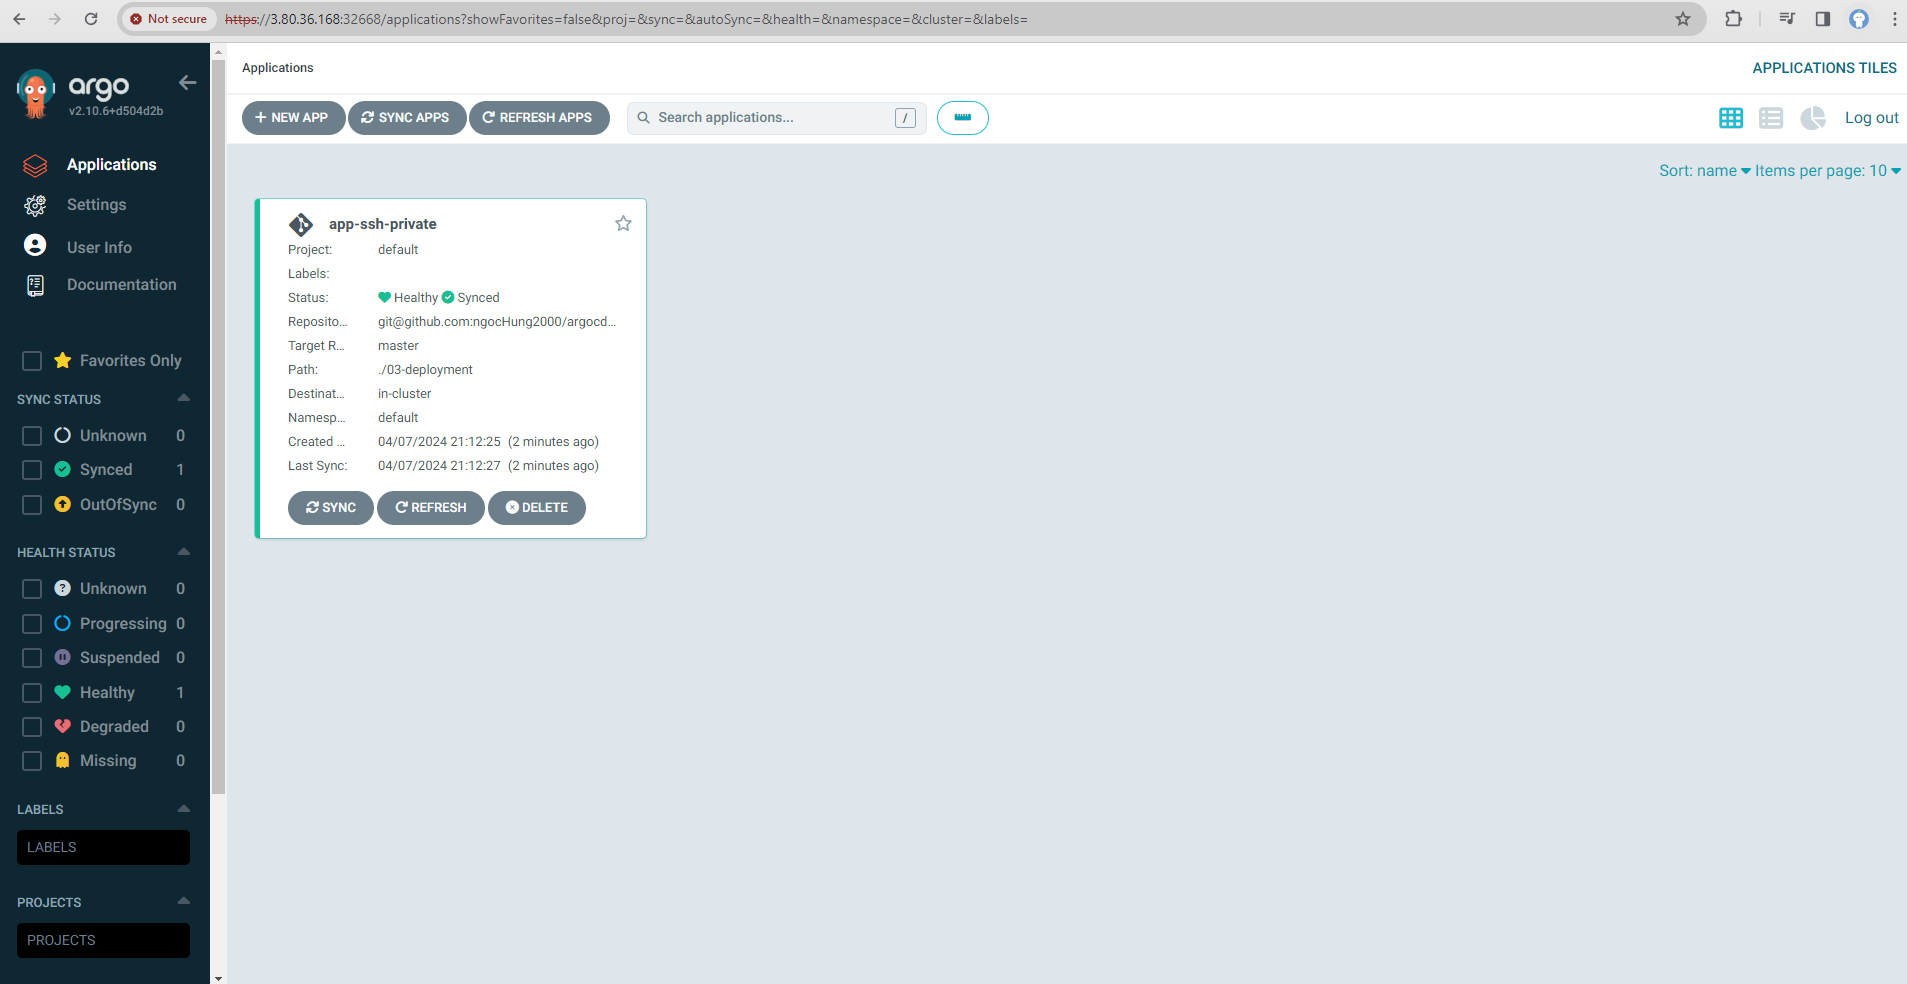 Not secure https://3.80.36.168:32668/applications?showFavorites=false&proj=&sync=&autoSync=&health=&namespace=&cluster=&labels=
argo
v2.10.6+d504d2b
Applications
Settings
User Info
Documentation
Favorites Only
SYNC STATUS
Unknown 0
Synced 1
OutOfSync 0
HEALTH STATUS
Unknown 0
Progressing 0
Suspended 0
Healthy 1
Degraded 0
Missing 0
LABELS
LABELS
PROJECTS
PROJECTS
Applications
APPLICATIONS TILES
+ NEW APP SYNC APPS REFRESH APPS Search applications... / Log out
Sort: name Items per page: 10
app-ssh-private
Project: default
Labels:
Status: Healthy Synced
Reposito... git@github.com:ngocHung2000/argocd...
Target R... master
Path: ./03-deployment
Destinat... in-cluster
Namesp... default
Created ... 04/07/2024 21:12:25 (2 minutes ago)
Last Sync: 04/07/2024 21:12:27 (2 minutes ago)
SYNC REFRESH DELETE